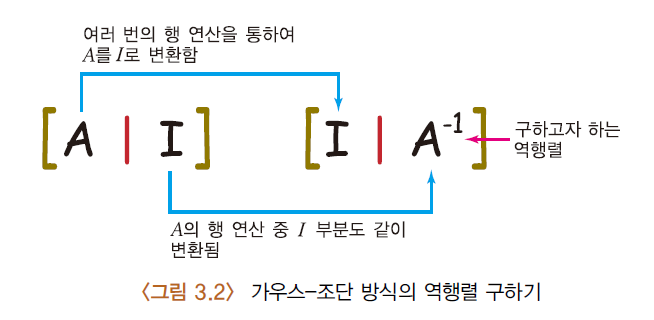 여러 번의 행 연산을 통하여
A를 I로 변환함
[A | I] [I | A⁻¹]
구하고자 하는
역행렬
A의 행 연산 중 I 부분도 같이
변환됨
〈그림 3.2〉 가우스-조단 방식의 역행렬 구하기